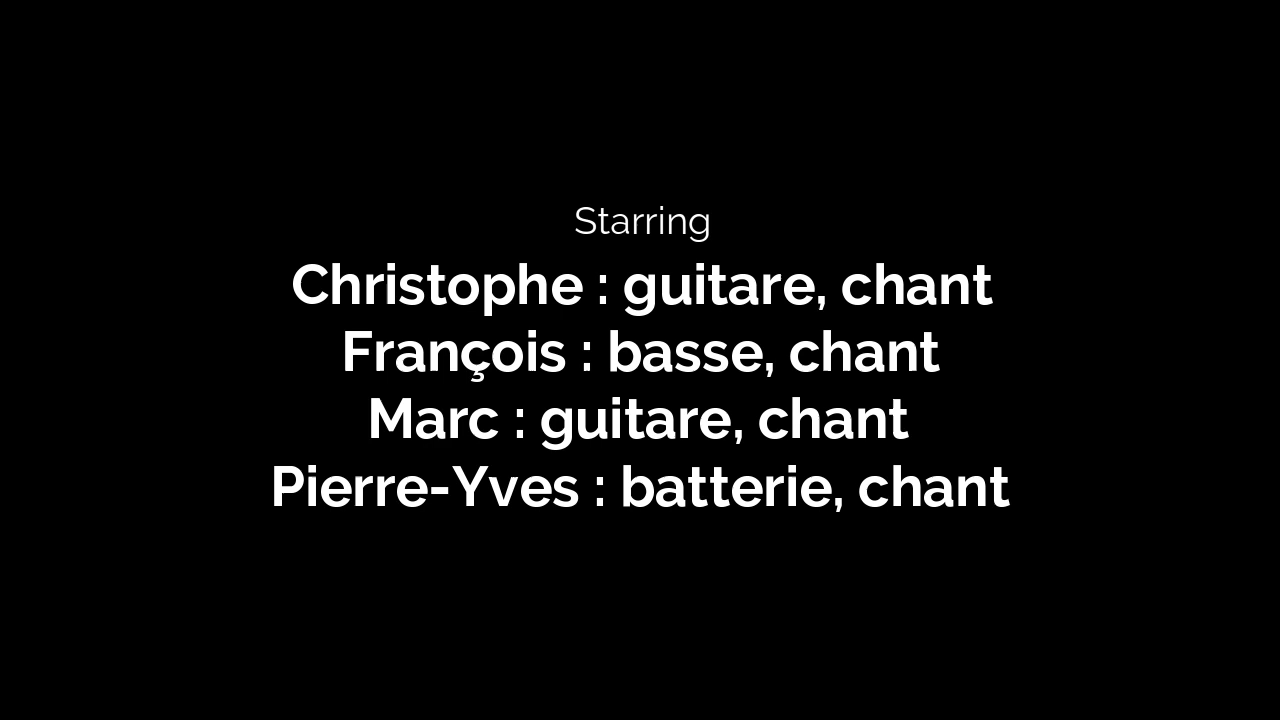 Starring
Christophe : guitare, chant
François : basse, chant
Marc : guitare, chant
Pierre-Yves : batterie, chant